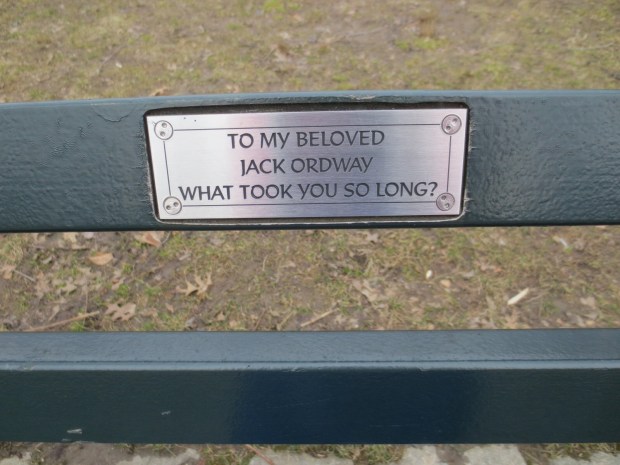 TO MY BELOVED
JACK ORDWAY
WHAT TOOK YOU SO LONG?